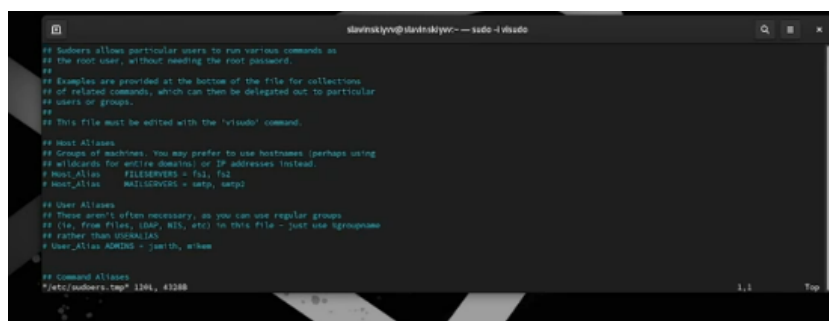 slavinskiyvv@slavinskiyvv:~ — sudo -i visudo
## Sudoers allows particular users to run various commands as
## the root user, without needing the root password.
##
## Examples are provided at the bottom of the file for collections
## of related commands, which can then be delegated out to particular
## users or groups.
##
## This file must be edited with the 'visudo' command.
## Host Aliases
## Groups of machines. You may prefer to use hostnames (perhaps using
## wildcards for entire domains) or IP addresses instead.
# Host_Alias     FILESERVERS = fs1, fs2
# Host_Alias     MAILSERVERS = smtp, smtp2
## User Aliases
## These aren't often necessary, as you can use regular groups
## (ie, from files, LDAP, NIS, etc) in this file - just use %groupname
## rather than USERALIAS
# User_Alias ADMINS = jsmith, mikem
## Command Aliases
"/etc/sudoers.tmp" 120L, 4328B 1,1 Top